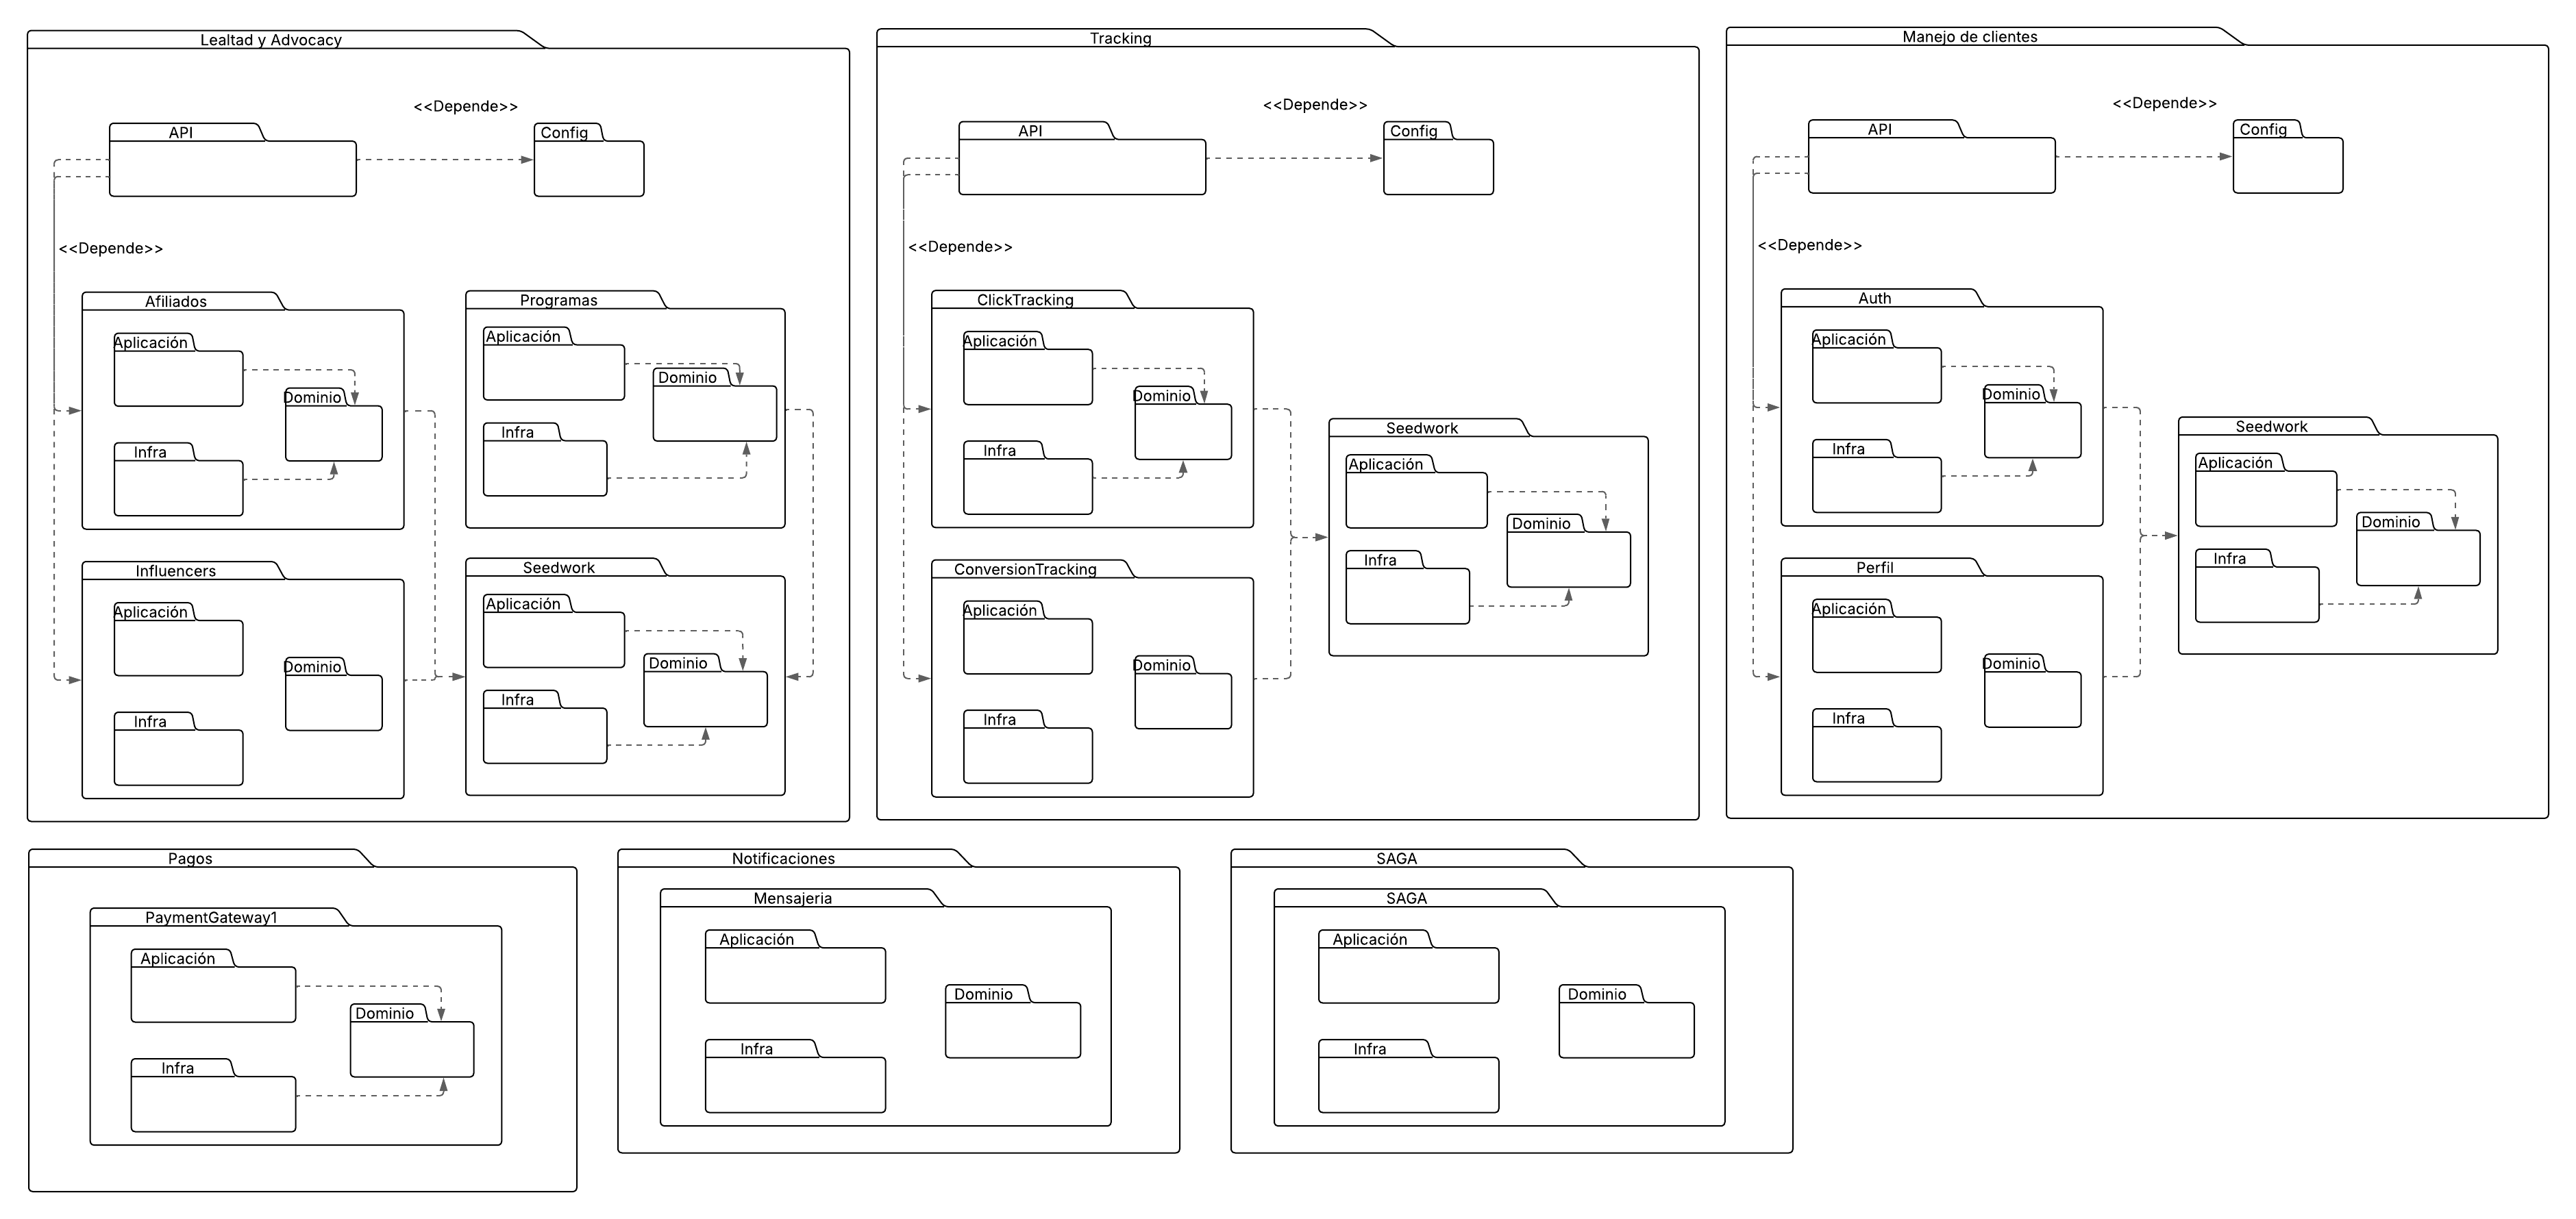 Lealtad y Advocacy
<<Depende>>
API
Config
<<Depende>>
Afiliados
Aplicación
Dominio
Infra
Programas
Aplicación
Dominio
Infra
Influencers
Aplicación
Dominio
Infra
Seedwork
Aplicación
Dominio
Infra
Tracking
<<Depende>>
API
Config
<<Depende>>
ClickTracking
Aplicación
Dominio
Infra
Seedwork
Aplicación
Dominio
Infra
ConversionTracking
Aplicación
Dominio
Infra
Manejo de clientes
<<Depende>>
API
Config
<<Depende>>
Auth
Aplicación
Dominio
Infra
Seedwork
Aplicación
Dominio
Infra
Perfil
Aplicación
Dominio
Infra
Pagos
PaymentGateway1
Aplicación
Dominio
Infra
Notificaciones
Mensajeria
Aplicación
Dominio
Infra
SAGA
SAGA
Aplicación
Dominio
Infra